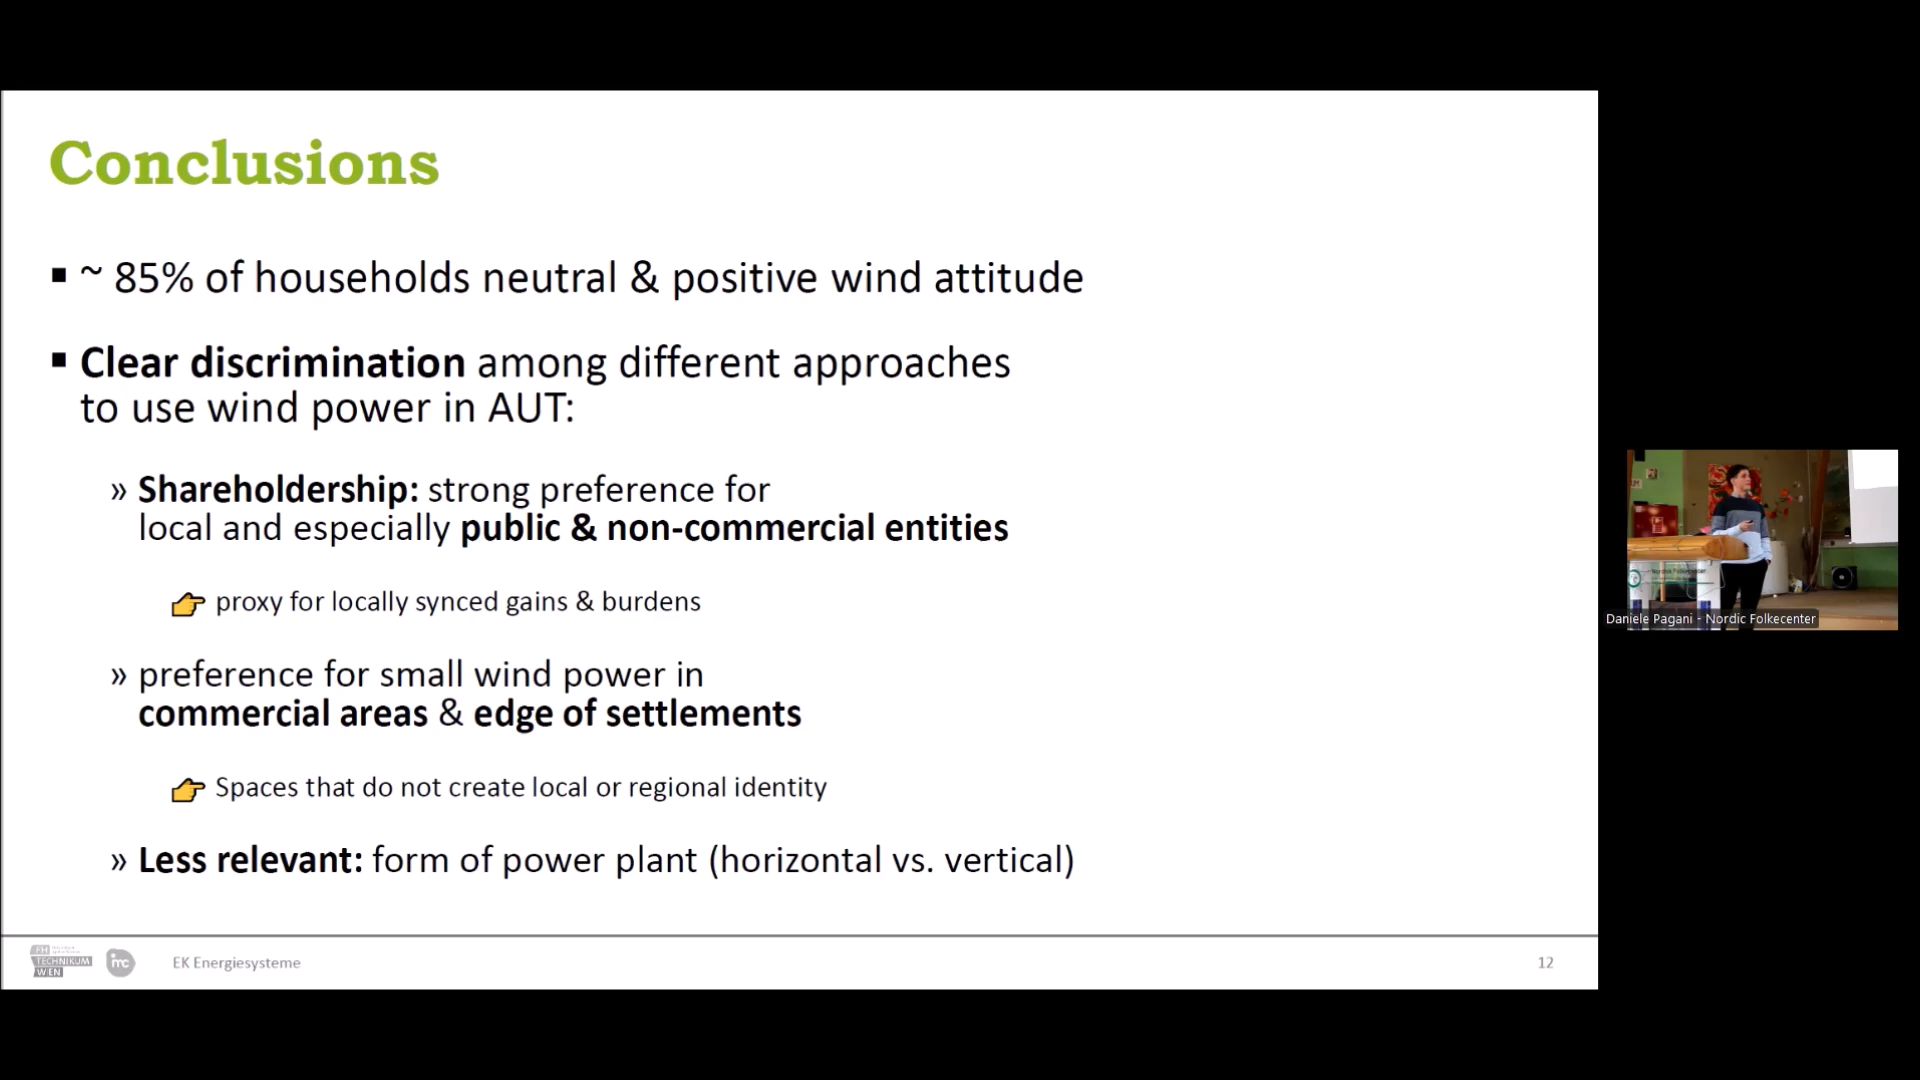 Conclusions
▪ ~ 85% of households neutral & positive wind attitude
▪ Clear discrimination among different approaches
to use wind power in AUT:
» Shareholdership: strong preference for
local and especially public & non-commercial entities
👉 proxy for locally synced gains & burdens
» preference for small wind power in
commercial areas & edge of settlements
👉 Spaces that do not create local or regional identity
» Less relevant: form of power plant (horizontal vs. vertical)
Daniele Pagani - Nordic Folkecenter
FH
TECHNIKUM
WIEN
imc
EK Energiesysteme
12